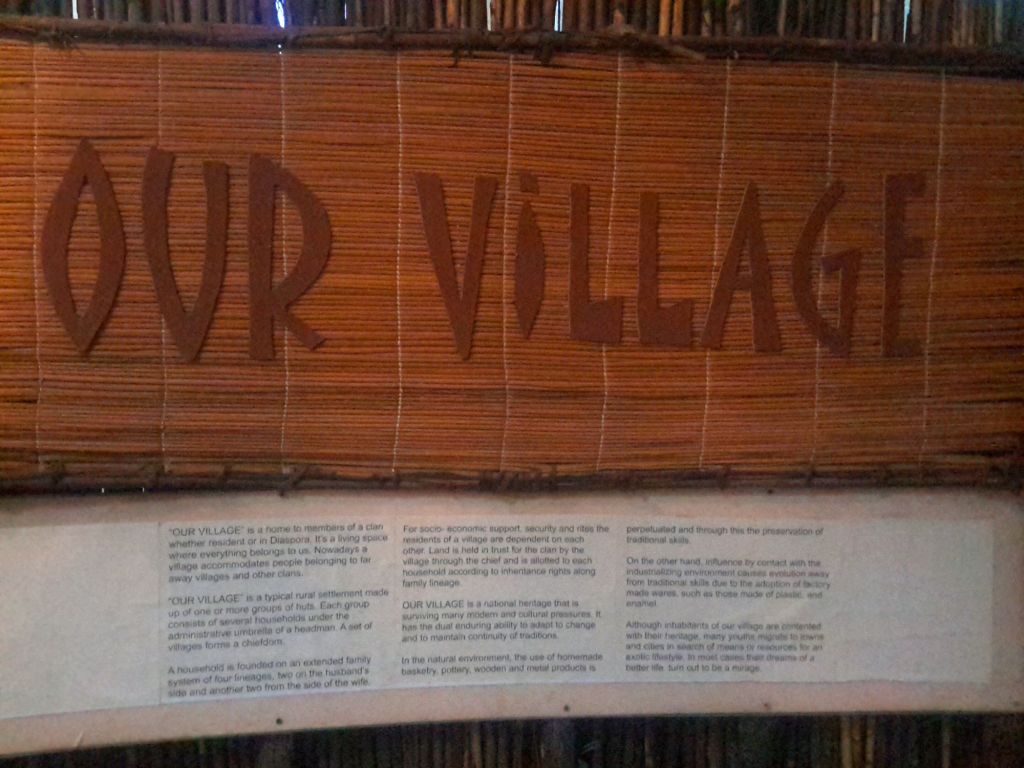 OUR ViLLAGE
"OUR VILLAGE" is a home to members of a clan
whether resident or in Diaspora. It's a living space
where everything belongs to us. Nowadays a
village accommodates people belonging to far
away villages and other clans.
"OUR VILLAGE" is a typical rural settlement made
up of one or more groups of huts. Each group
consists of several households under the
administrative umbrella of a headman. A set of
villages forms a chiefdom.
A household is founded on an extended family
system of four lineages, two on the husband's
side and another two from the side of the wife.
For socio- economic support, security and rites the
residents of a village are dependent on each
other. Land is held in trust for the clan by the
village through the chief and is allotted to each
household according to inheritance rights along
family lineage.
OUR VILLAGE is a national heritage that is
surviving many modern and cultural pressures. It
has the dual enduring ability to adapt to change
and to maintain continuity of traditions.
In the natural environment, the use of homemade
basketry, pottery, wooden and metal products is
perpetuated and through this the preservation of
traditional skills.
On the other hand, influence by contact with the
industrializing environment causes evolution away
from traditional skills due to the adoption of factory
made wares, such as those made of plastic, and
enamel.
Although inhabitants of our village are contented
with their heritage, many youths migrate to towns
and cities in search of means or resources for an
exotic lifestyle. In most cases their dreams of a
better life, turn out to be a mirage.